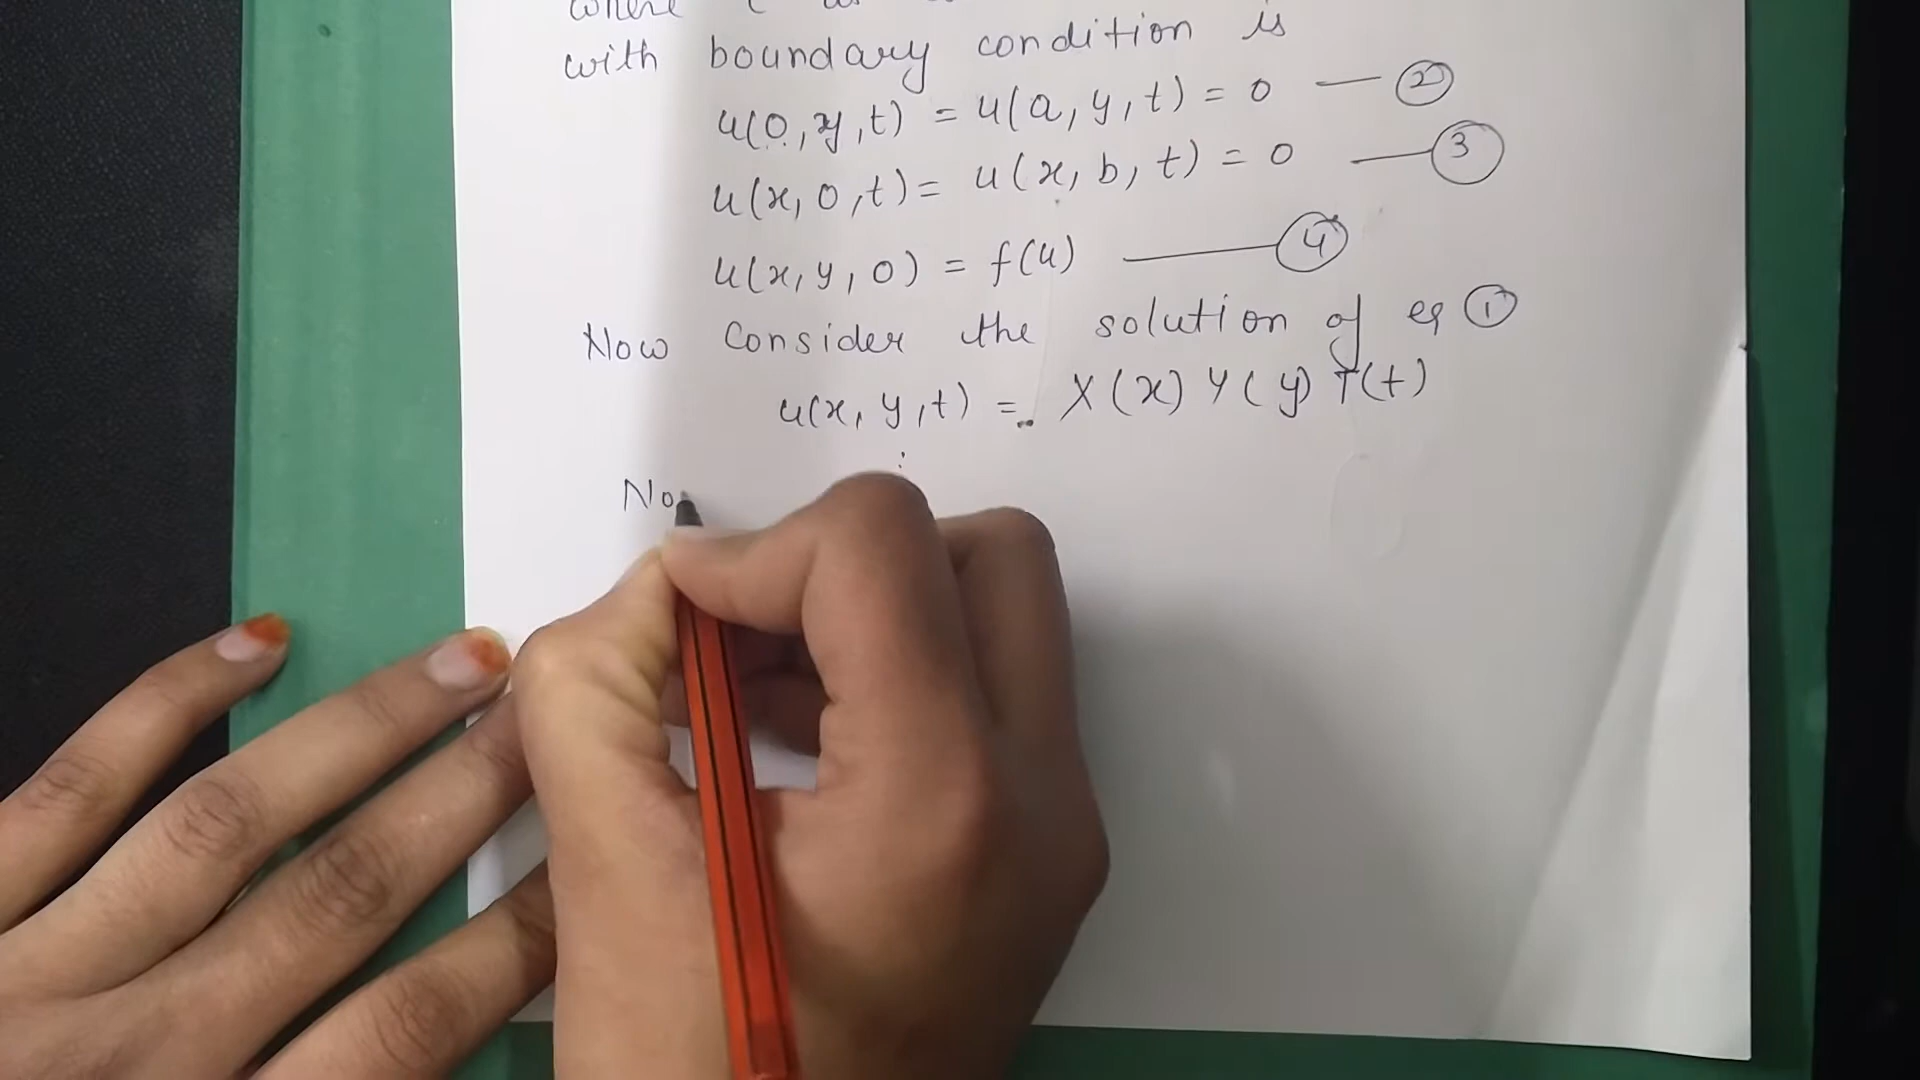 with boundary condition is
u(0,y,t) = u(a,y,t) = 0 — ②
u(x,0,t) = u(x,b,t) = 0 — ③
u(x,y,0) = f(u) — ④
Now Consider the solution of eq ①
u(x,y,t) = X(x) Y(y) T(t)
No